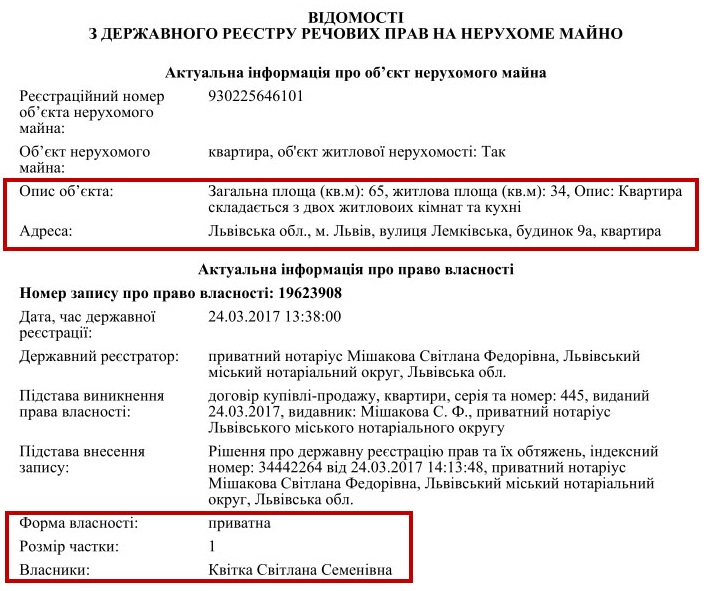 ВІДОМОСТІ
З ДЕРЖАВНОГО РЕЄСТРУ РЕЧОВИХ ПРАВ НА НЕРУХОМЕ МАЙНО
Актуальна інформація про об’єкт нерухомого майна
Реєстраційний номер 930225646101
об’єкта нерухомого
майна:
Об’єкт нерухомого квартира, об'єкт житлової нерухомості: Так
майна:
Опис об’єкта: Загальна площа (кв.м): 65, житлова площа (кв.м): 34, Опис: Квартира
складається з двох житловоих кімнат та кухні
Адреса: Львівська обл., м. Львів, вулиця Лемківська, будинок 9а, квартира
Актуальна інформація про право власності
Номер запису про право власності: 19623908
Дата, час державної 24.03.2017 13:38:00
реєстрації:
Державний реєстратор: приватний нотаріус Мішакова Світлана Федорівна, Львівський
міський нотаріальний округ, Львівська обл.
Підстава виникнення договір купівлі-продажу, квартири, серія та номер: 445, виданий
права власності: 24.03.2017, видавник: Мішакова С. Ф., приватний нотаріус
Львівського міського нотаріального округу
Підстава внесення Рішення про державну реєстрацію прав та їх обтяжень, індексний
запису: номер: 34442264 від 24.03.2017 14:13:48, приватний нотаріус
Мішакова Світлана Федорівна, Львівський міський нотаріальний
округ, Львівська обл.
Форма власності: приватна
Розмір частки: 1
Власники: Квітка Світлана Семенівна